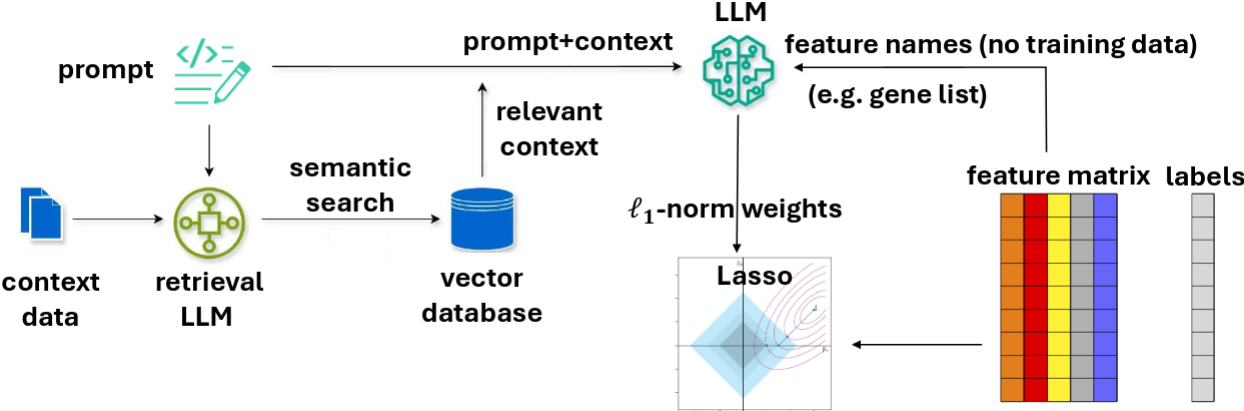 LLM
prompt
</>
prompt+context
feature names (no training data)
(e.g. gene list)
relevant
context
semantic
search
feature matrix
labels
ℓ₁-norm weights
context
data
retrieval
LLM
vector
database
Lasso